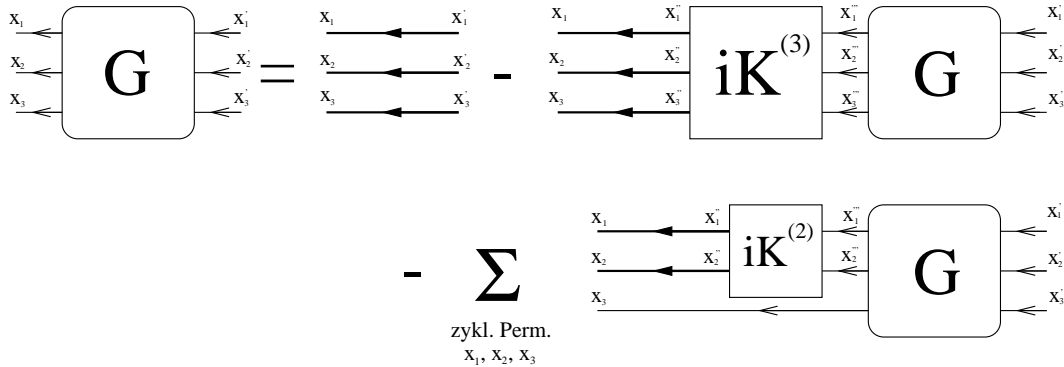 x₁ x₁' x₁ x₁' x₁ x₁'' x₁''' x₁'
x₂ G x₂' = x₂ x₂' - x₂ x₂'' iK⁽³⁾ x₂''' G x₂'
x₃ x₃' x₃ x₃' x₃ x₃'' x₃''' x₃'
x₁ x₁'' x₁''' x₁'
- Σ x₂ x₂'' iK⁽²⁾ x₂''' G x₂'
x₃ x₃'
zykl. Perm.
x₁, x₂, x₃